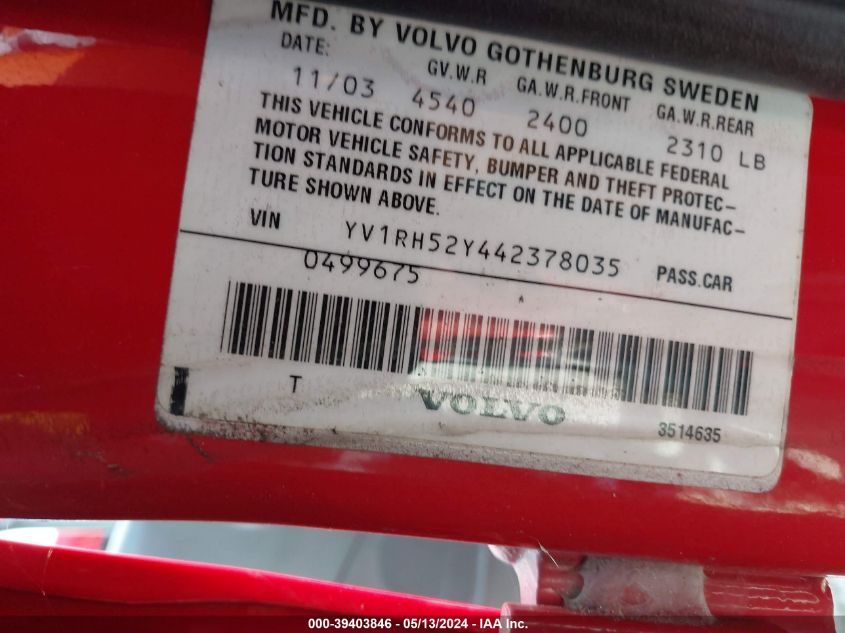 MFD. BY VOLVO GOTHENBURG SWEDEN
DATE: GV.W.R GA.W.R.FRONT GA.W.R.REAR
11/03 4540 2400 2310 LB
THIS VEHICLE CONFORMS TO ALL APPLICABLE FEDERAL
MOTOR VEHICLE SAFETY, BUMPER AND THEFT PROTEC-
TION STANDARDS IN EFFECT ON THE DATE OF MANUFAC-
TURE SHOWN ABOVE.
VIN YV1RH52Y442378035 PASS.CAR
0499675
T
VOLVO
3514635
000-39403846 - 05/13/2024 - IAA Inc.